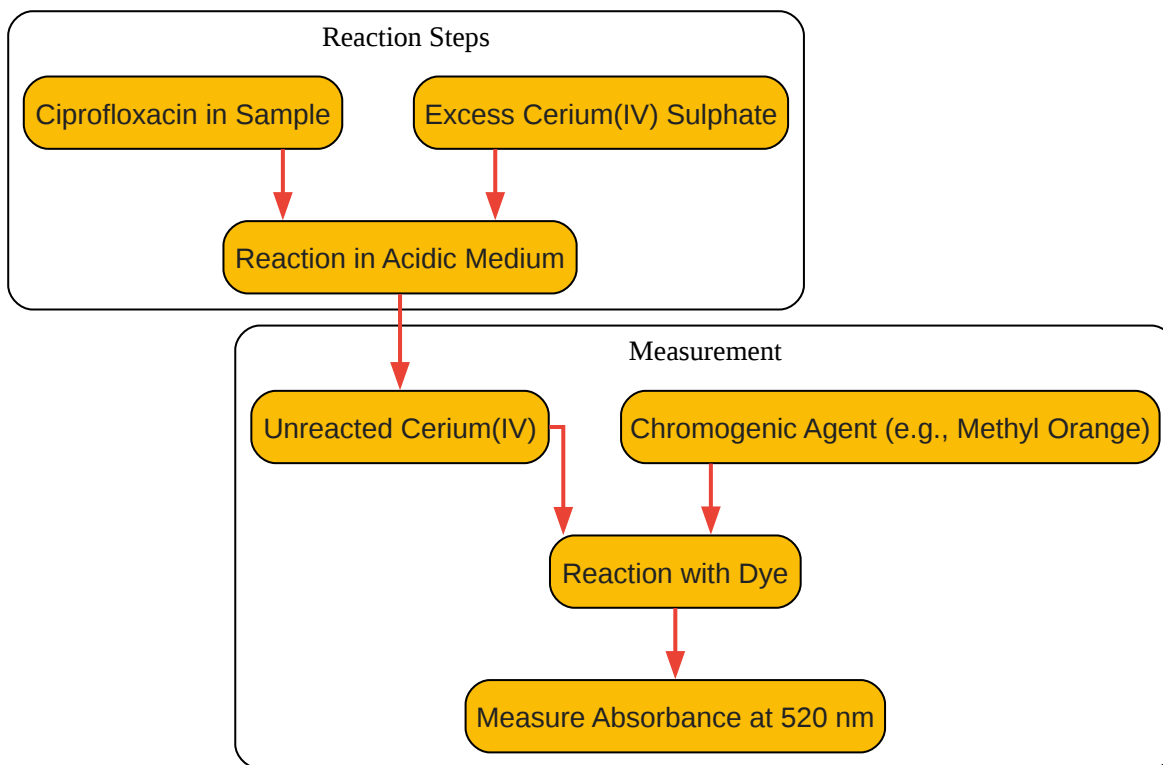 Reaction Steps
Ciprofloxacin in Sample
Excess Cerium(IV) Sulphate
Reaction in Acidic Medium
Measurement
Unreacted Cerium(IV)
Chromogenic Agent (e.g., Methyl Orange)
Reaction with Dye
Measure Absorbance at 520 nm